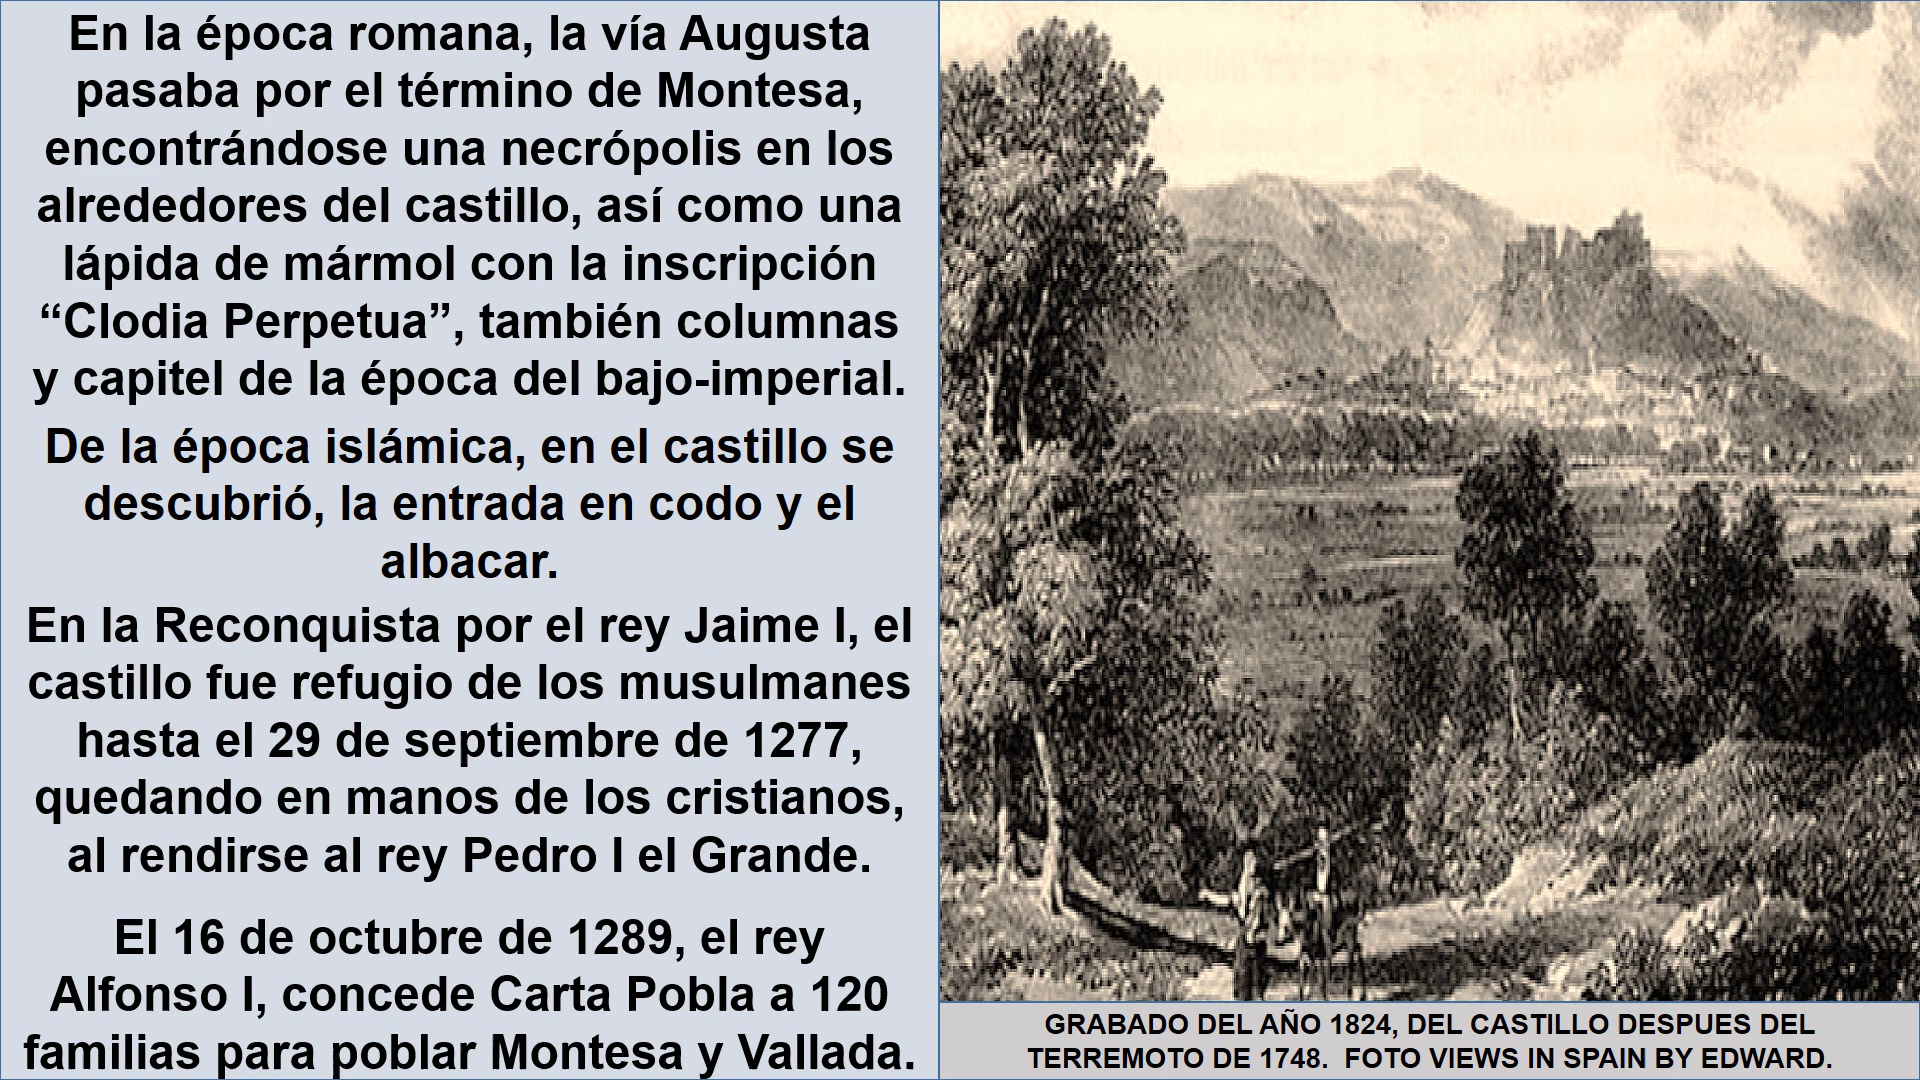 En la época romana, la vía Augusta
pasaba por el término de Montesa,
encontrándose una necrópolis en los
alrededores del castillo, así como una
lápida de mármol con la inscripción
“Clodia Perpetua”, también columnas
y capitel de la época del bajo-imperial.
De la época islámica, en el castillo se
descubrió, la entrada en codo y el
albacar.
En la Reconquista por el rey Jaime I, el
castillo fue refugio de los musulmanes
hasta el 29 de septiembre de 1277,
quedando en manos de los cristianos,
al rendirse al rey Pedro I el Grande.
El 16 de octubre de 1289, el rey
Alfonso I, concede Carta Pobla a 120
familias para poblar Montesa y Vallada.
GRABADO DEL AÑO 1824, DEL CASTILLO DESPUES DEL
TERREMOTO DE 1748.  FOTO VIEWS IN SPAIN BY EDWARD.